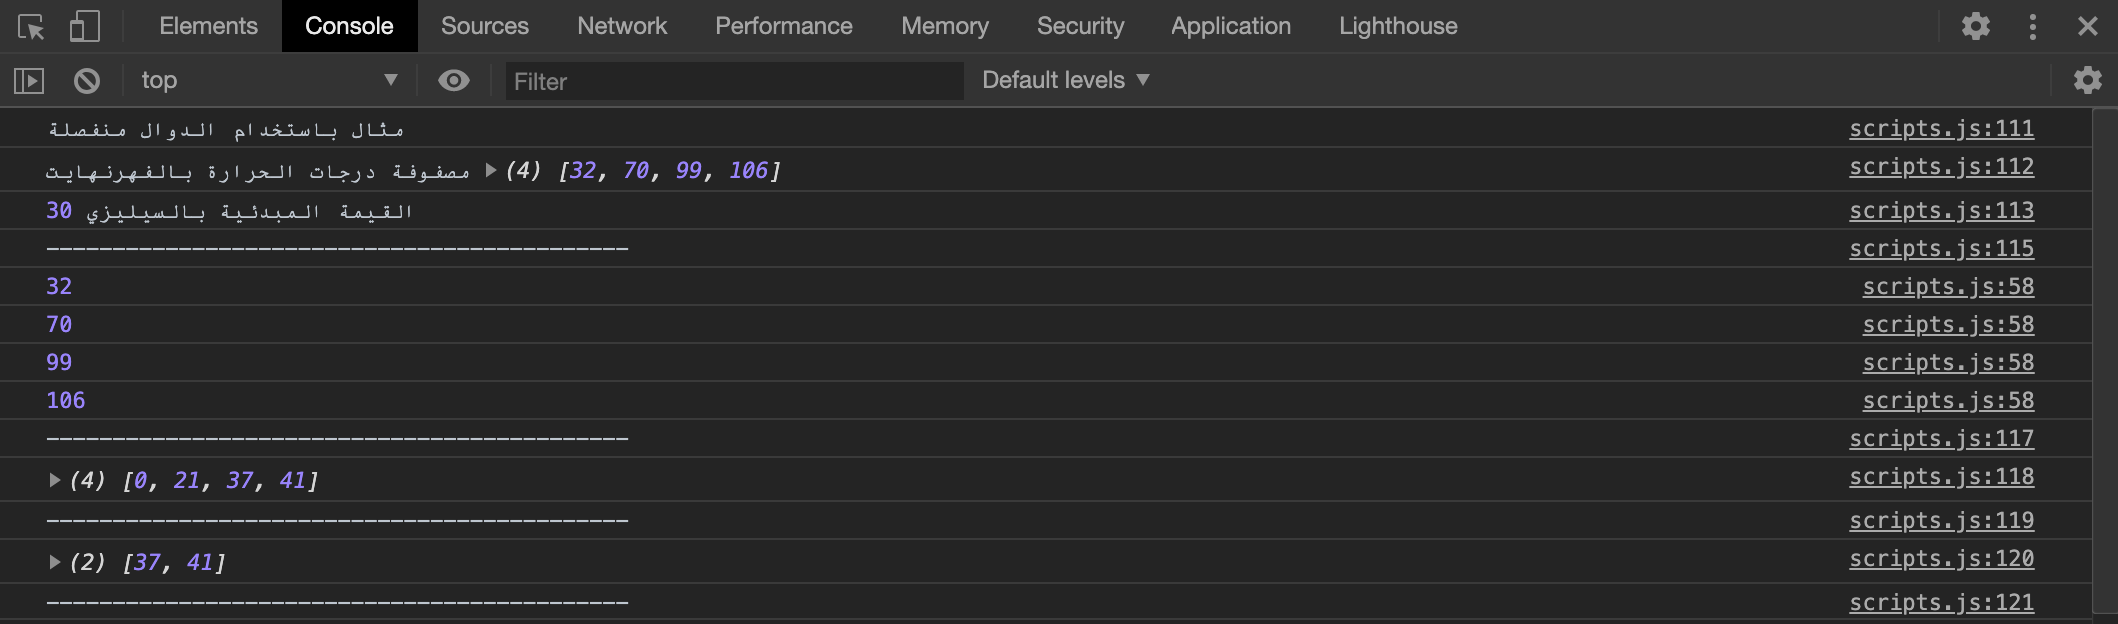 Elements Console Sources Network Performance Memory Security Application Lighthouse
top Filter Default levels
مثال باستخدام الدوال منفصلة scripts.js:111
مصفوفة درجات الحرارة بالفهرنهايت (4) [32, 70, 99, 106] scripts.js:112
القيمة المبدئية بالسيليزي 30 scripts.js:113
-------------------------------------------- scripts.js:115
32 scripts.js:58
70 scripts.js:58
99 scripts.js:58
106 scripts.js:58
-------------------------------------------- scripts.js:117
(4) [0, 21, 37, 41] scripts.js:118
-------------------------------------------- scripts.js:119
(2) [37, 41] scripts.js:120
-------------------------------------------- scripts.js:121